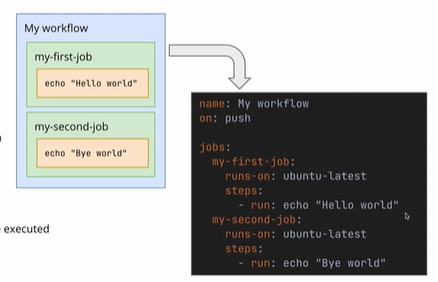 My workflow
my-first-job
echo "Hello world"
my-second-job
echo "Bye world"
executed
name: My workflow
on: push
jobs:
  my-first-job:
    runs-on: ubuntu-latest
    steps:
      - run: echo "Hello world"
  my-second-job:
    runs-on: ubuntu-latest
    steps:
      - run: echo "Bye world"